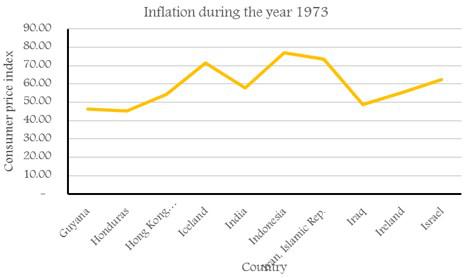 Inflation during the year 1973
Consumer price index
90.00
80.00
70.00
60.00
50.00
40.00
30.00
20.00
10.00
-
Guyana
Honduras
Hong Kong...
Iceland
India
Indonesia
Iran, Islamic Rep.
Iraq
Ireland
Israel
Country